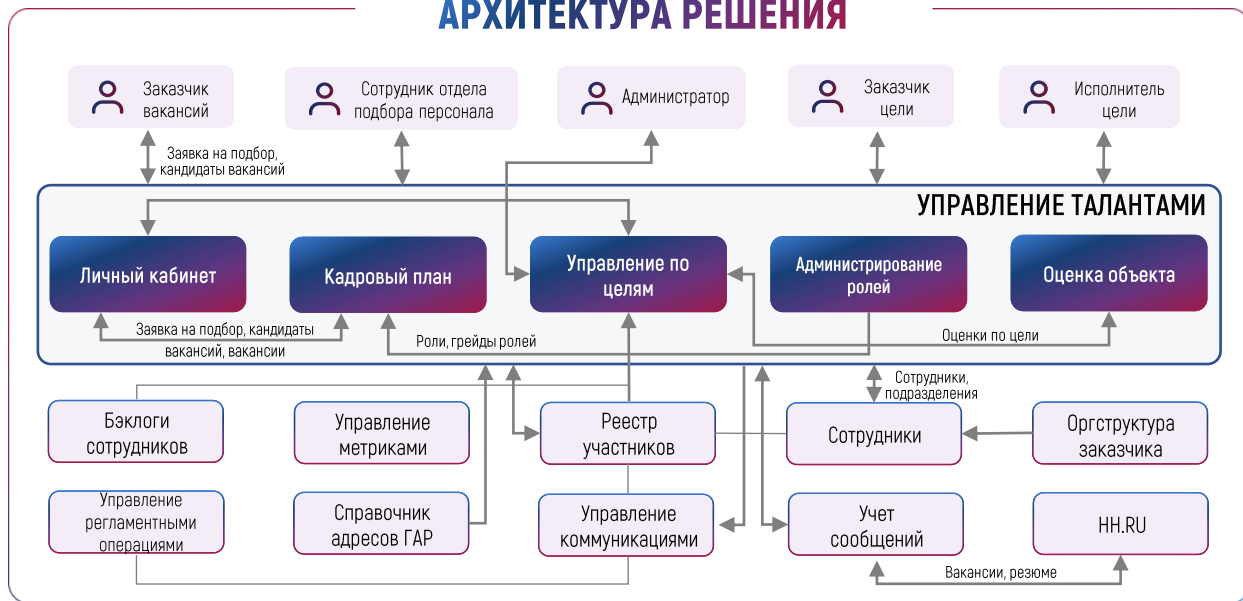 АРХИТЕКТУРА РЕШЕНИЯ
Заказчик
вакансий
Сотрудник отдела
подбора персонала
Администратор
Заказчик
цели
Исполнитель
цели
Заявка на подбор,
кандидаты вакансий
УПРАВЛЕНИЕ ТАЛАНТАМИ
Личный кабинет
Кадровый план
Управление по
целям
Администрирование
ролей
Оценка объекта
Заявка на подбор, кандидаты
вакансий, вакансии
Роли, грейды ролей
Оценки по цели
Сотрудники,
подразделения
Бэклоги
сотрудников
Управление
метриками
Реестр
участников
Сотрудники
Оргструктура
заказчика
Управление
регламентными
операциями
Справочник
адресов ГАР
Управление
коммуникациями
Учет
сообщений
HH.RU
Вакансии, резюме